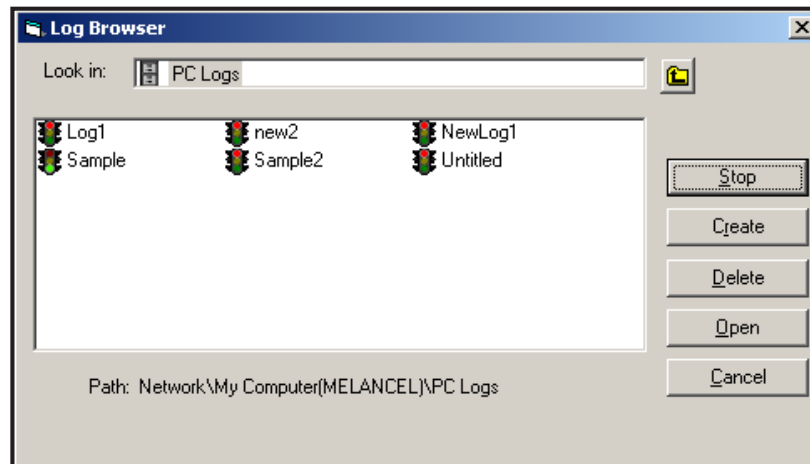 Log Browser
Look in: PC Logs
Log1 new2 NewLog1
Sample Sample2 Untitled
Stop
Create
Delete
Open
Cancel
Path: Network\My Computer(MELANCEL)\PC Logs